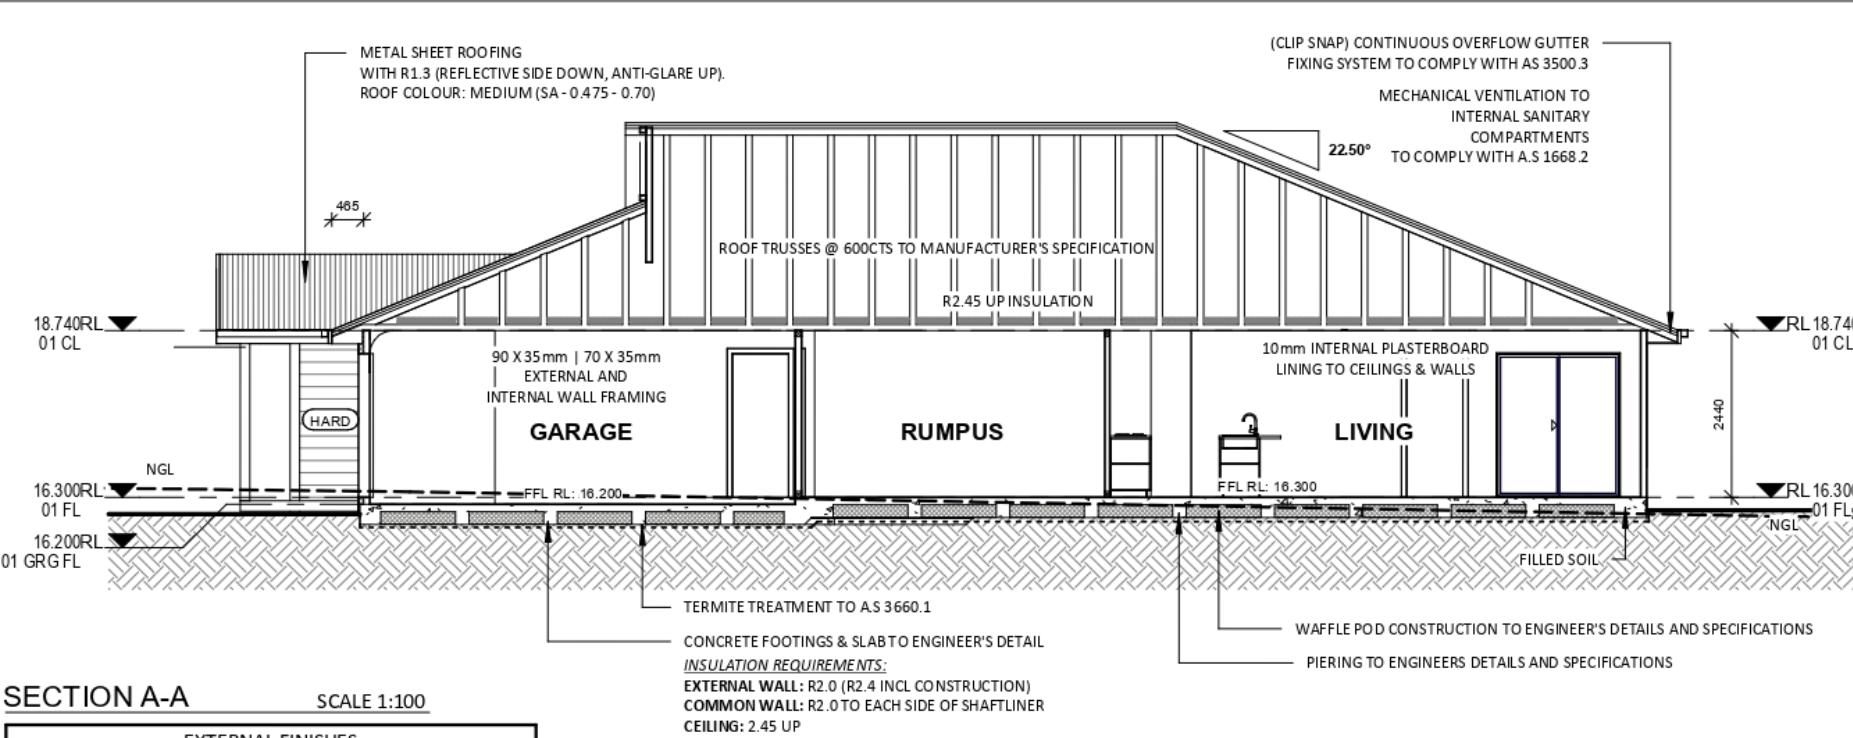 METAL SHEET ROOFING
WITH R1.3 (REFLECTIVE SIDE DOWN, ANTI-GLARE UP).
ROOF COLOUR: MEDIUM (SA - 0.475 - 0.70)
(CLIP SNAP) CONTINUOUS OVERFLOW GUTTER
FIXING SYSTEM TO COMPLY WITH AS 3500.3
MECHANICAL VENTILATION TO
INTERNAL SANITARY
COMPARTMENTS
TO COMPLY WITH A.S 1668.2
22.50°
465
ROOF TRUSSES @ 600CTS TO MANUFACTURER'S SPECIFICATION
R2.45 UP INSULATION
18.740RL
01 CL
RL 18.740
01 CL
90 X 35mm | 70 X 35mm
EXTERNAL AND
INTERNAL WALL FRAMING
10mm INTERNAL PLASTERBOARD
LINING TO CEILINGS & WALLS
HARD
GARAGE
RUMPUS
LIVING
2440
NGL
16.300RL
01 FL
FFL RL: 16.200
FFL RL: 16.300
RL 16.300
01 FL
NGL
16.200RL
01 GRG FL
FILLED SOIL
TERMITE TREATMENT TO A.S 3660.1
CONCRETE FOOTINGS & SLAB TO ENGINEER'S DETAIL
INSULATION REQUIREMENTS:
EXTERNAL WALL: R2.0 (R2.4 INCL CONSTRUCTION)
COMMON WALL: R2.0 TO EACH SIDE OF SHAFTLINER
CEILING: 2.45 UP
WAFFLE POD CONSTRUCTION TO ENGINEER'S DETAILS AND SPECIFICATIONS
PIERING TO ENGINEERS DETAILS AND SPECIFICATIONS
SECTION A-A
SCALE 1:100
EXTERNAL FINISHES